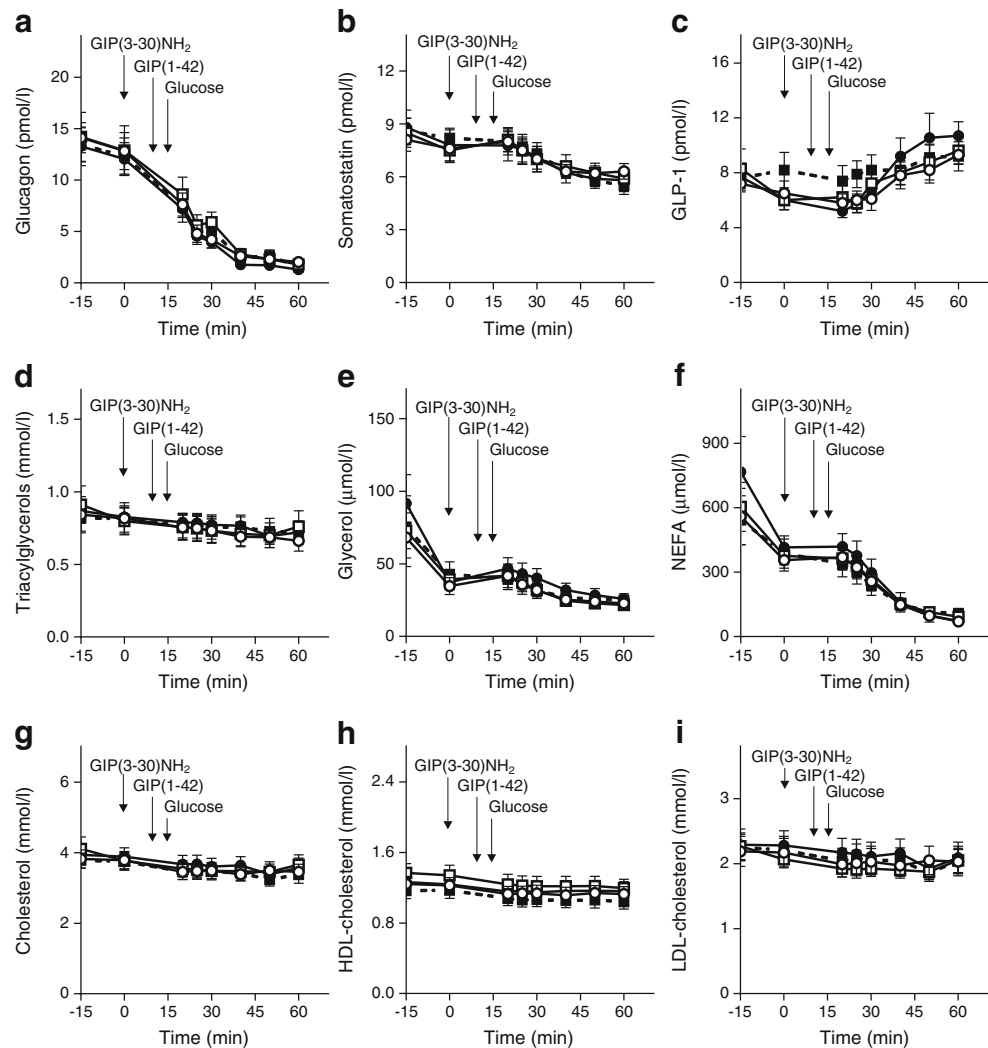 a
GIP(3-30)NH2
GIP(1-42)
Glucose
Glucagon (pmol/l)
20
15
10
5
0
-15 0 15 30 45 60
Time (min)
b
GIP(3-30)NH2
GIP(1-42)
Glucose
Somatostatin (pmol/l)
12
9
6
3
0
-15 0 15 30 45 60
Time (min)
c
GIP(3-30)NH2
GIP(1-42)
Glucose
GLP-1 (pmol/l)
16
12
8
4
0
-15 0 15 30 45 60
Time (min)
d
GIP(3-30)NH2
GIP(1-42)
Glucose
Triacylglycerols (mmol/l)
1.5
1.0
0.5
0.0
-15 0 15 30 45 60
Time (min)
e
GIP(3-30)NH2
GIP(1-42)
Glucose
Glycerol (μmol/l)
150
100
50
0
-15 0 15 30 45 60
Time (min)
f
GIP(3-30)NH2
GIP(1-42)
Glucose
NEFA (μmol/l)
900
600
300
0
-15 0 15 30 45 60
Time (min)
g
GIP(3-30)NH2
GIP(1-42)
Glucose
Cholesterol (mmol/l)
6
4
2
0
-15 0 15 30 45 60
Time (min)
h
GIP(3-30)NH2
GIP(1-42)
Glucose
HDL-cholesterol (mmol/l)
2.4
1.6
0.8
0.0
-15 0 15 30 45 60
Time (min)
i
GIP(3-30)NH2
GIP(1-42)
Glucose
LDL-cholesterol (mmol/l)
3
2
1
0
-15 0 15 30 45 60
Time (min)